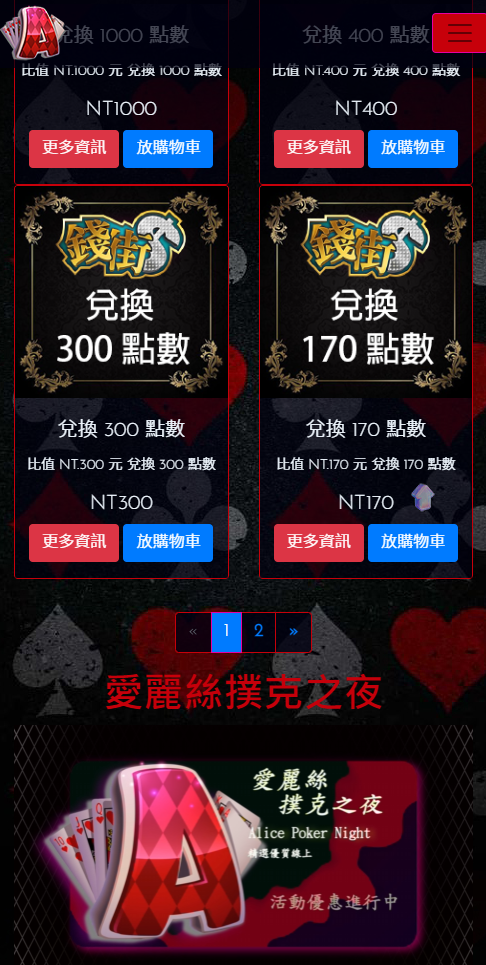 兌換 1000 點數
兌換 400 點數
比值 NT.1000 元 兌換 1000 點數
比值 NT.400 元 兌換 400 點數
NT1000
NT400
更多資訊 放購物車
更多資訊 放購物車
錢街
兌換
300 點數
錢街
兌換
170 點數
兌換 300 點數
兌換 170 點數
比值 NT.300 元 兌換 300 點數
比值 NT.170 元 兌換 170 點數
NT300
NT170
更多資訊 放購物車
更多資訊 放購物車
« 1 2 »
愛麗絲撲克之夜
愛麗絲
撲克之夜
Alice Poker Night
精選優質線上
活動優惠進行中
10 J Q K A